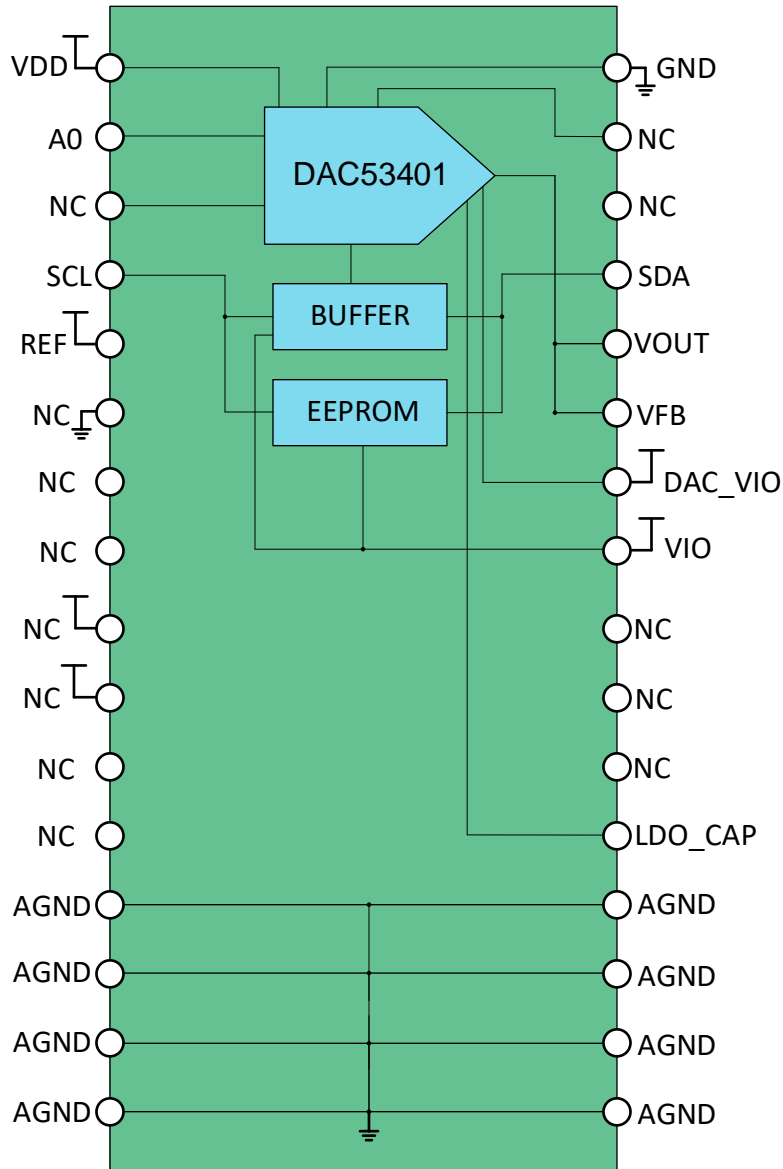 VDD
GND
A0
NC
DAC53401
NC
NC
SCL
SDA
BUFFER
REF
VOUT
NC
EEPROM
VFB
NC
DAC_VIO
NC
VIO
NC
NC
NC
NC
NC
NC
NC
LDO_CAP
AGND
AGND
AGND
AGND
AGND
AGND
AGND
AGND